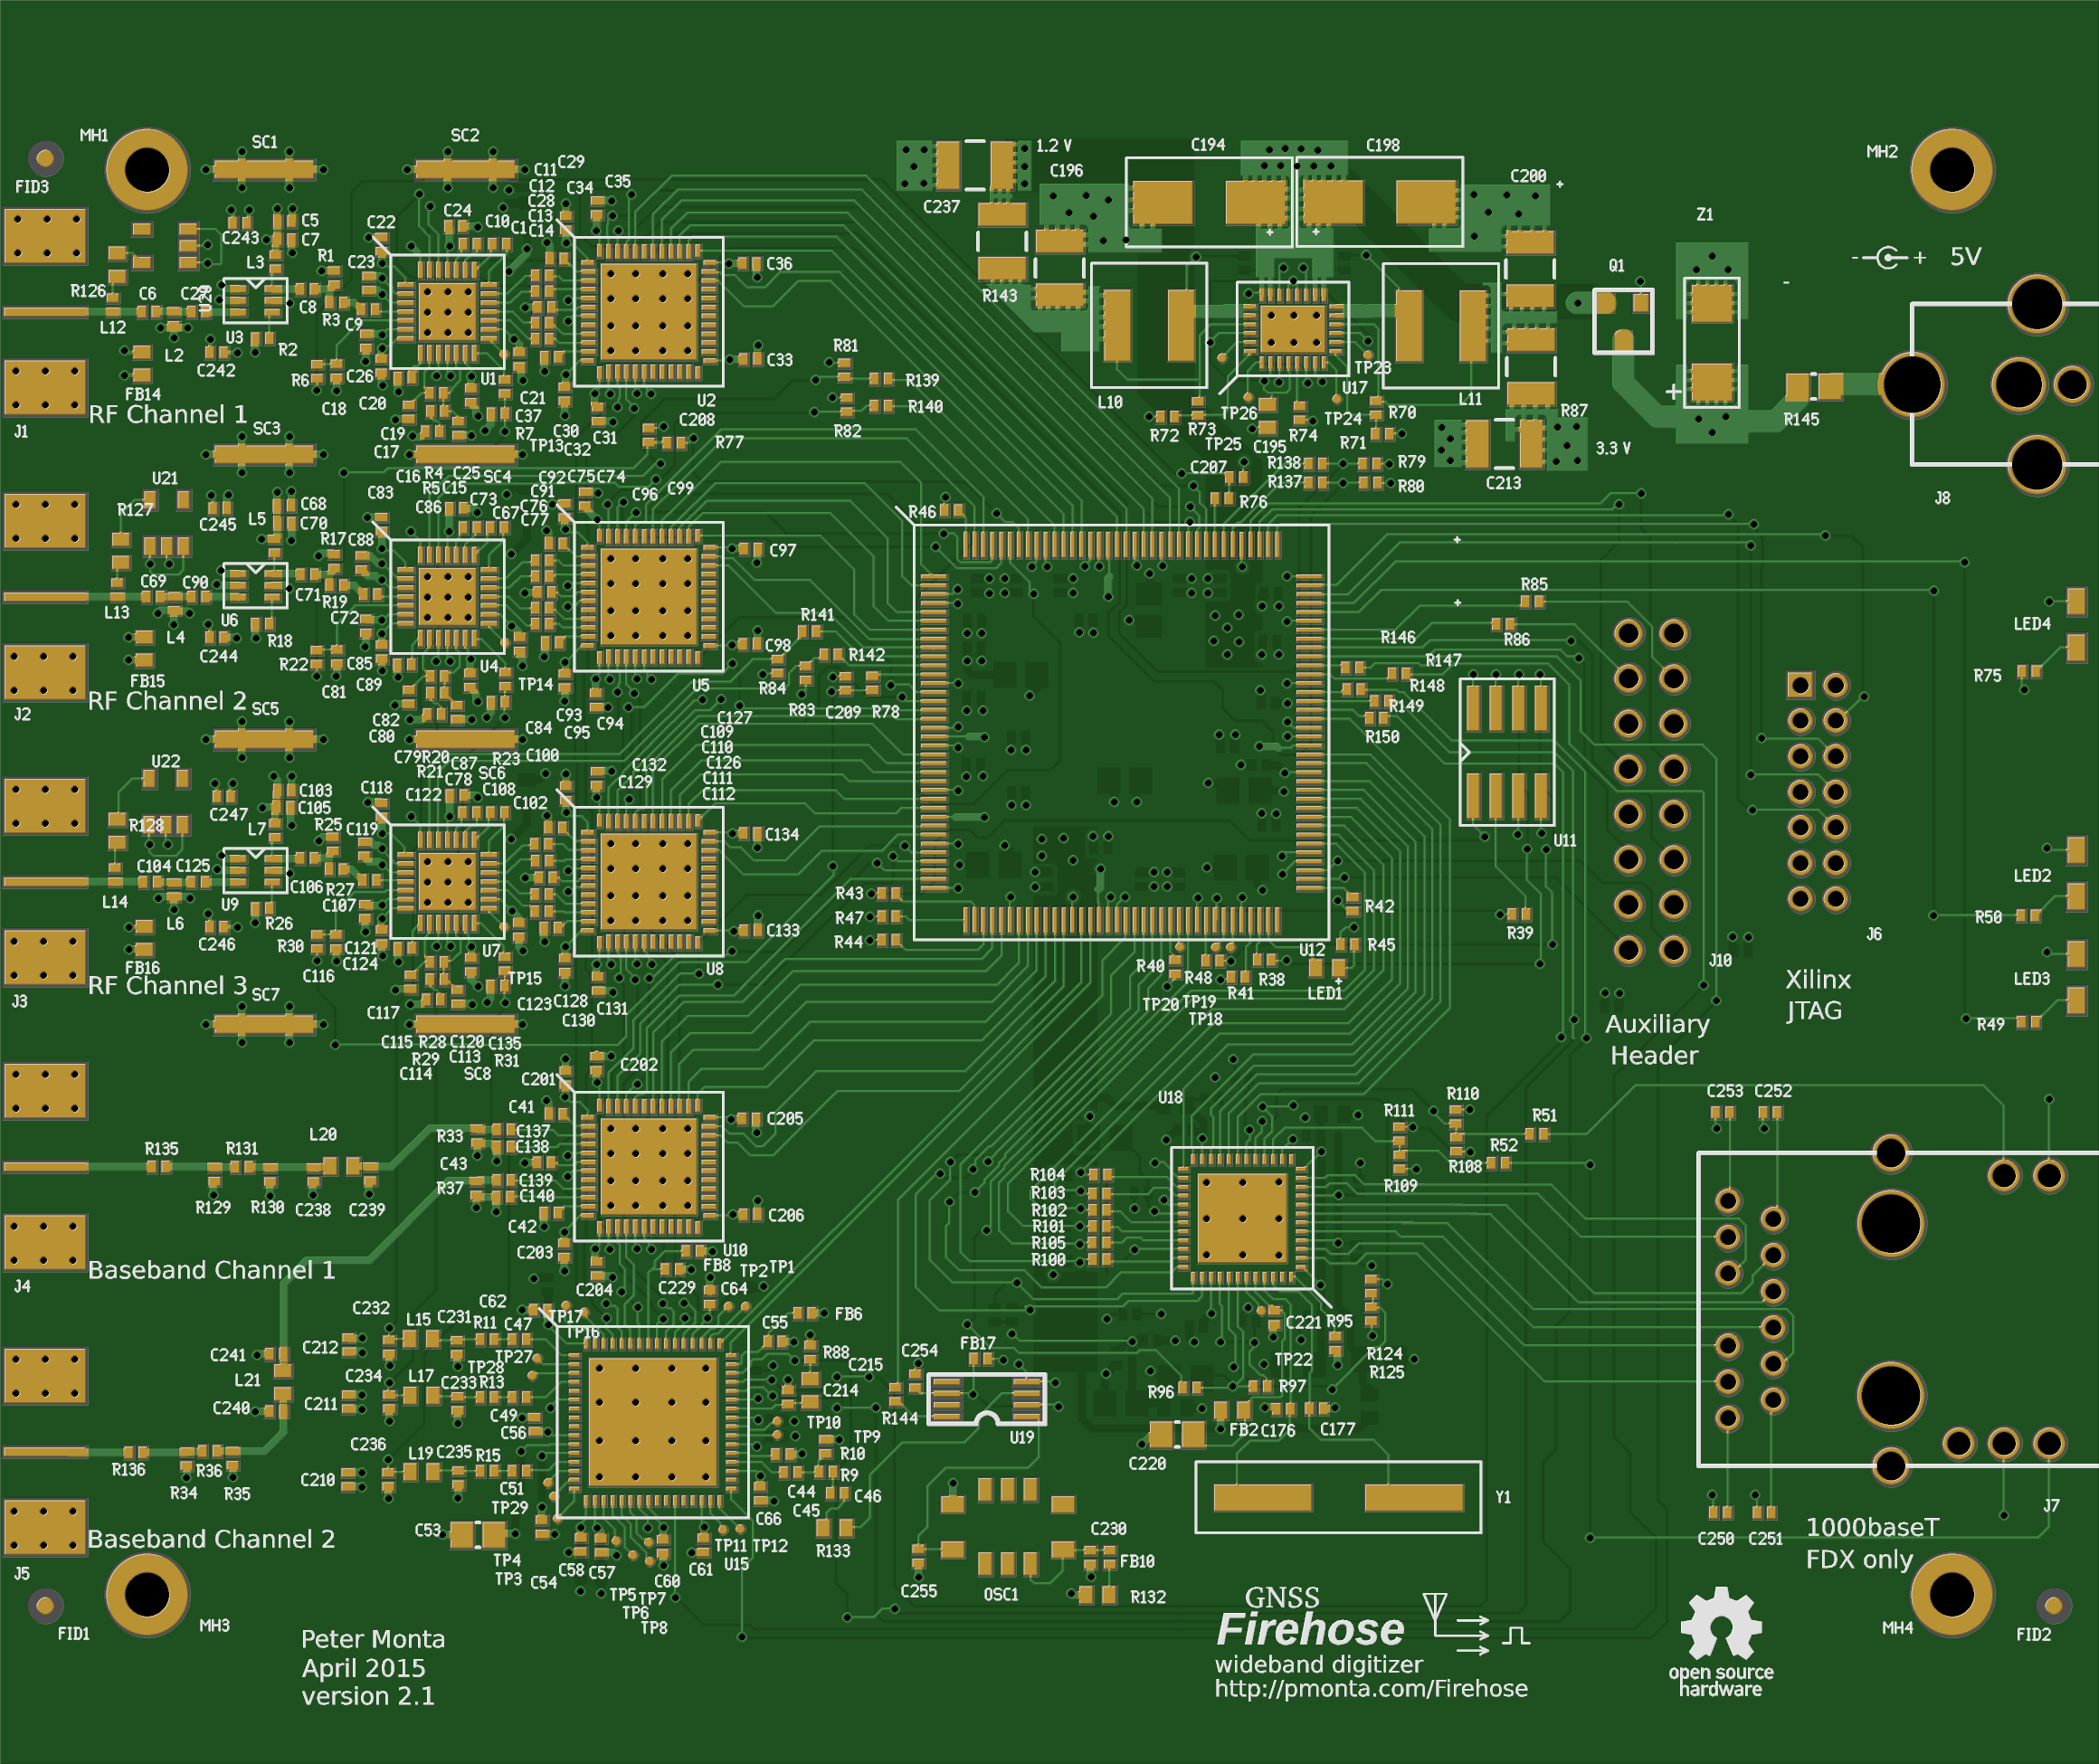 MH1
SC1
SC2
FID3
C11
C29
C12
C34
C35
C28
C13
C14
1.2 V
C196
C237
C194
C198
C200
MH2
Z1
5V
- +
C5
C7
C243
C22
C24
C10
L3
R1
C23
C36
R126
C6
C8
R3
C9
R143
Q1
L12
L2
U3
R2
C242
C26
U1
C21
C33
R81
R139
R140
R82
TP23
U17
FB14
R6
C18
C20
C37
U2
L10
R72
R73
TP26
TP25
C195
R74
TP24
R70
R71
L11
R87
R145
J1
RF Channel 1
C19
C17
R7
TP13
C30
C31
C32
C208
R77
SC3
3.3 V
C213
J8
C16
R4
C25
SC4
R5
C15
C92
C75
C74
C91
C76
C77
C96
C99
C207
R138
R137
R79
R80
R76
U21
R127
C245
C68
C70
L5
C83
C86
C73
C67
R46
R17
C88
C97
L13
C69
C90
C71
R19
C72
U6
R18
L4
C244
R22
C85
C89
C81
U4
TP14
C98
R141
R142
R84
R83
C209
R78
R85
R86
R146
R147
R148
R149
R150
LED4
R75
FB15
J2
RF Channel 2
SC5
C82
C80
C84
C93
C94
C95
U5
C127
C109
C110
C126
C111
C112
C79
R20
R23
C100
R21
C87
SC6
C78
C108
C122
C102
C132
C129
U22
R128
C247
C103
C105
L7
C118
R25
C119
C134
L14
C104
C125
C106
R27
C107
U9
R26
L6
C246
R30
C121
C124
C116
U7
TP15
C133
R43
R47
R44
U11
LED2
R50
R42
R45
R39
U12
J10
J6
LED3
R49
FB16
J3
RF Channel 3
SC7
C117
C123
C128
C131
C130
U8
R40
R48
R41
R38
LED1
TP20
TP19
TP18
Xilinx
JTAG
Auxiliary
Header
C115
R28
C120
C135
R29
C113
R31
C114
SC8
C201
C202
C41
U18
R111
R110
R51
R52
R108
R109
C253
C252
R135
R131
L20
R33
C137
C138
C43
R37
C139
C140
C42
C203
C205
C206
R129
R130
C238
C239
R104
R103
R102
R101
R105
R100
J4
Baseband Channel 1
U10
FB8
C204
C229
C64
TP2
TP1
C232
C212
L15
C231
R11
C62
C47
TP17
TP16
TP27
C55
FB6
R88
C215
C254
FB17
C221
R95
TP22
R124
R125
C241
L21
C240
C234
C211
L17
C233
TP28
R13
C49
C56
C214
TP10
TP9
R10
R9
R144
U19
R96
R97
FB2
C176
C177
C220
R136
R36
R34
R35
C236
C210
L19
C235
R15
C51
TP29
C53
C44
C45
C46
C66
R133
Y1
J7
J5
Baseband Channel 2
TP4
TP3
C54
C58
C57
TP5
TP6
TP7
TP8
C60
C61
TP11
TP12
U15
C230
FB10
C255
OSC1
R132
C250
C251
1000baseT
FDX only
FID1
MH3
MH4
FID2
Peter Monta
April 2015
version 2.1
GNSS
Firehose
wideband digitizer
http://pmonta.com/Firehose
open source
hardware